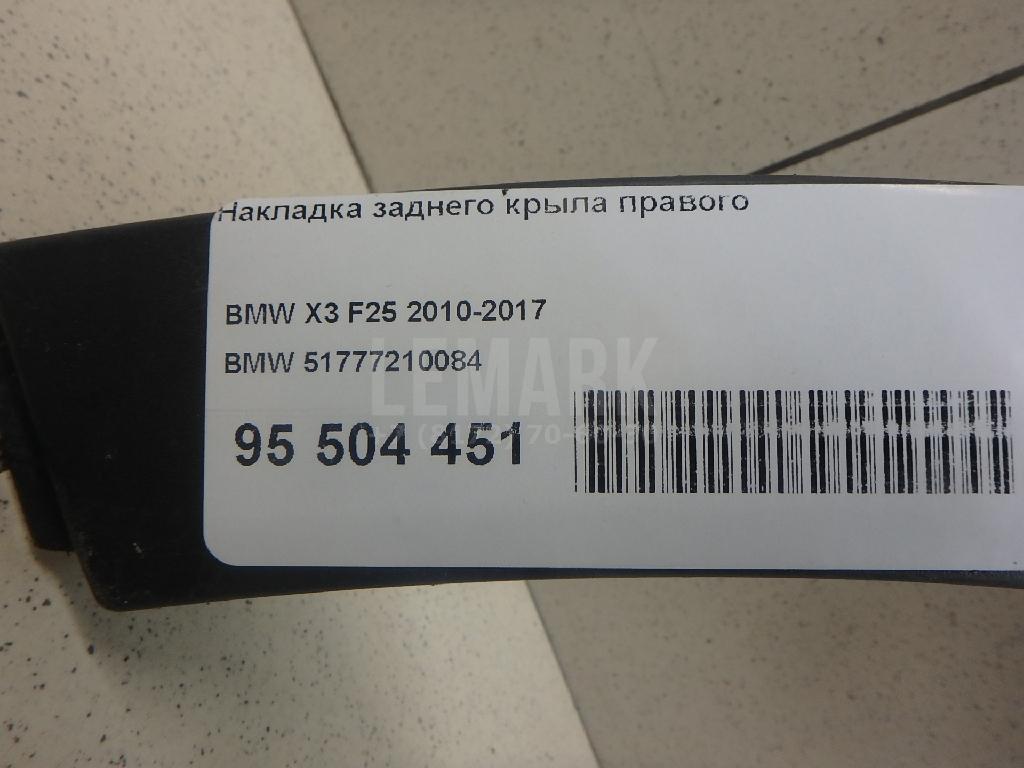 Накладка заднего крыла правого
BMW X3 F25 2010-2017
BMW 51777210084
LEMARK
95 504 451